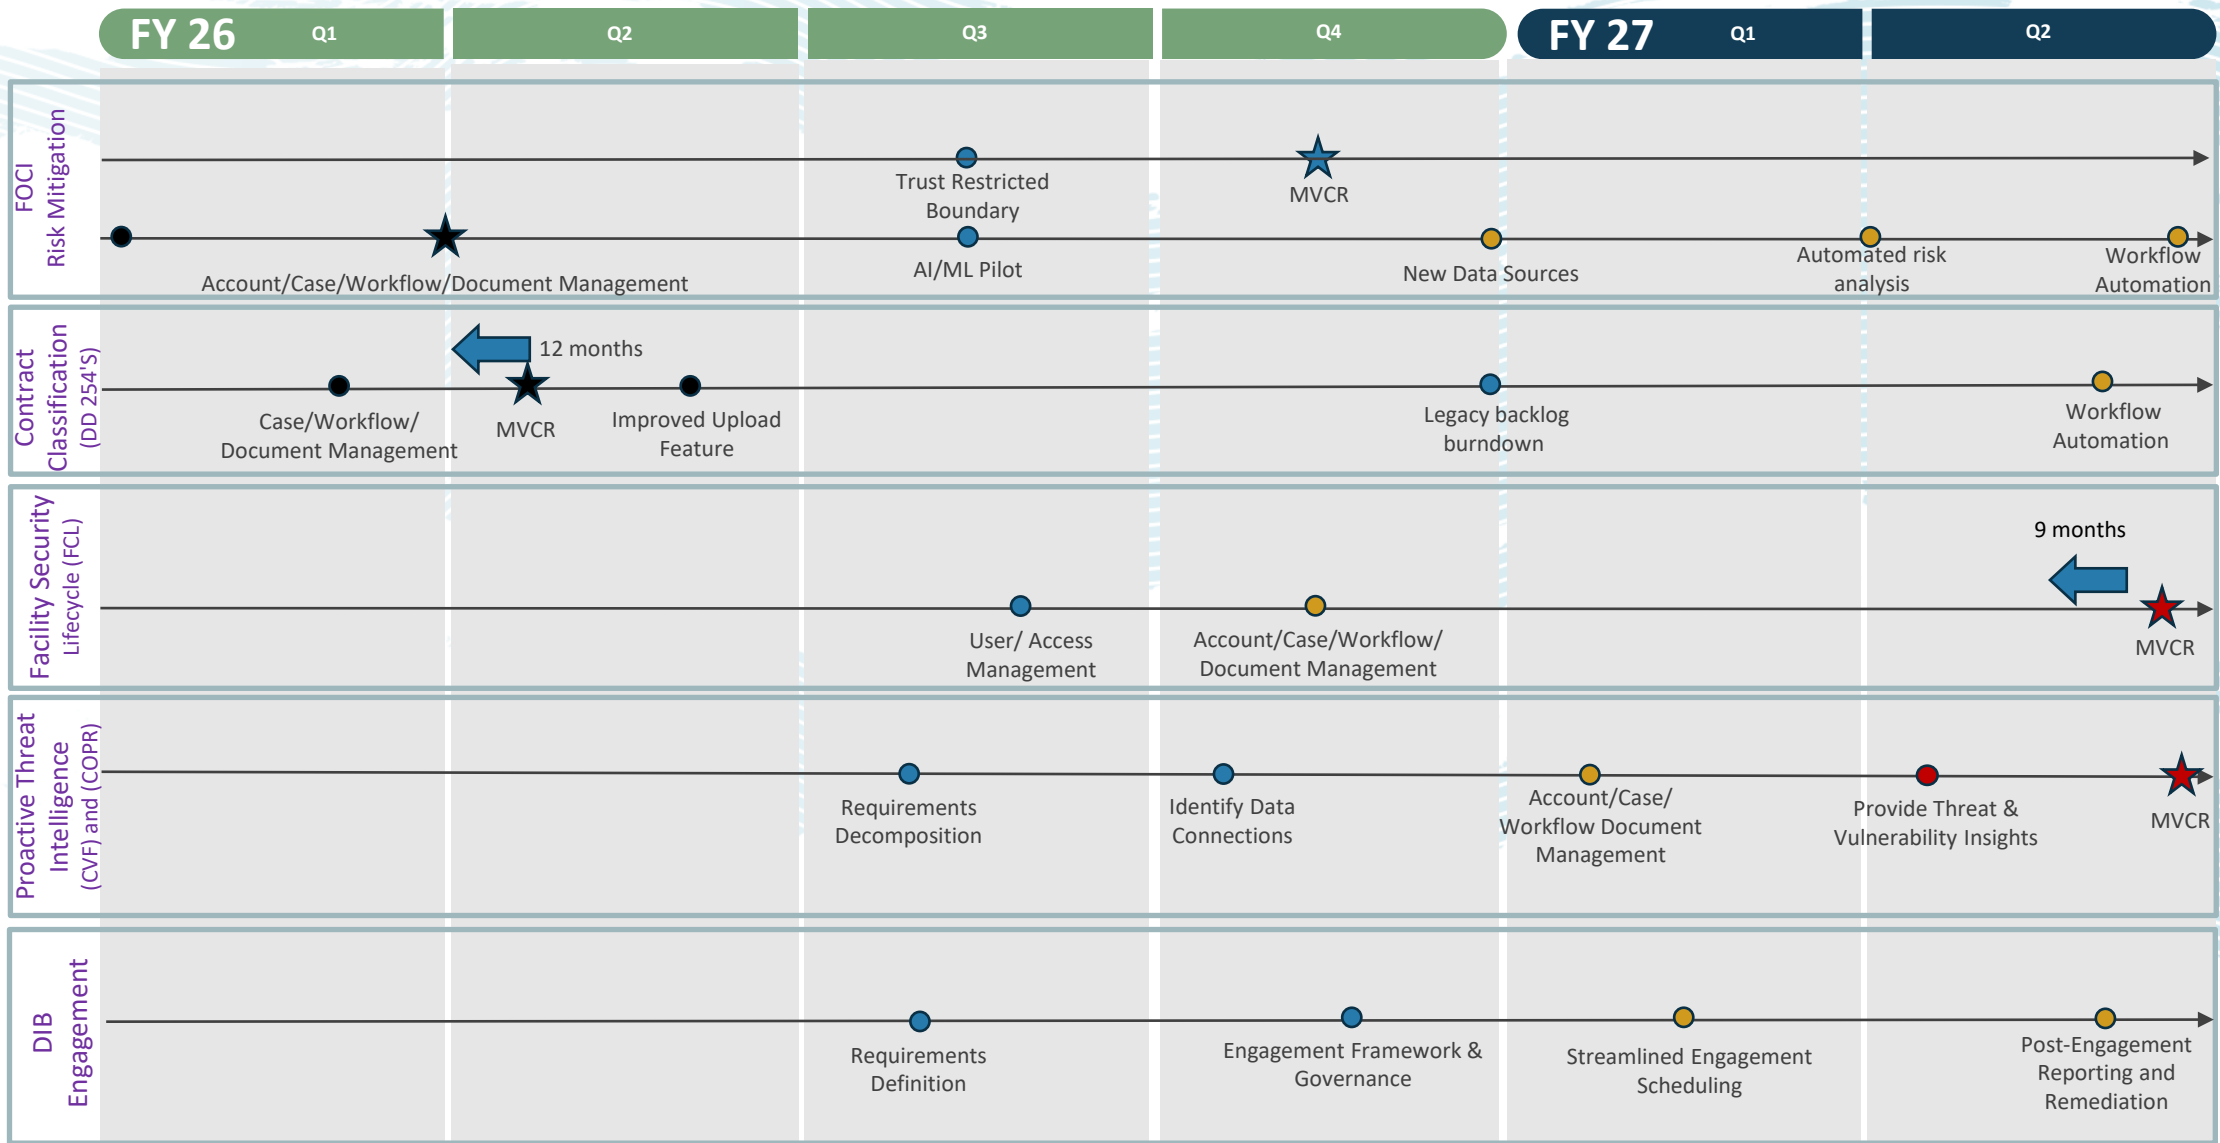 FY 26
Q1
Q2
Q3
Q4
FY 27
Q1
Q2
FOCI
Risk Mitigation
Trust Restricted
Boundary
MVCR
Account/Case/Workflow/Document Management
AI/ML Pilot
New Data Sources
Automated risk
analysis
Workflow
Automation
Contract
Classification
(DD 254'S)
12 months
Case/Workflow/
Document Management
MVCR
Improved Upload
Feature
Legacy backlog
burndown
Workflow
Automation
Facility Security
Lifecycle (FCL)
9 months
User/ Access
Management
Account/Case/Workflow/
Document Management
MVCR
Proactive Threat
Intelligence
(CVF) and (COPR)
Requirements
Decomposition
Identify Data
Connections
Account/Case/
Workflow Document
Management
Provide Threat &
Vulnerability Insights
MVCR
DIB
Engagement
Requirements
Definition
Engagement Framework &
Governance
Streamlined Engagement
Scheduling
Post-Engagement
Reporting and
Remediation